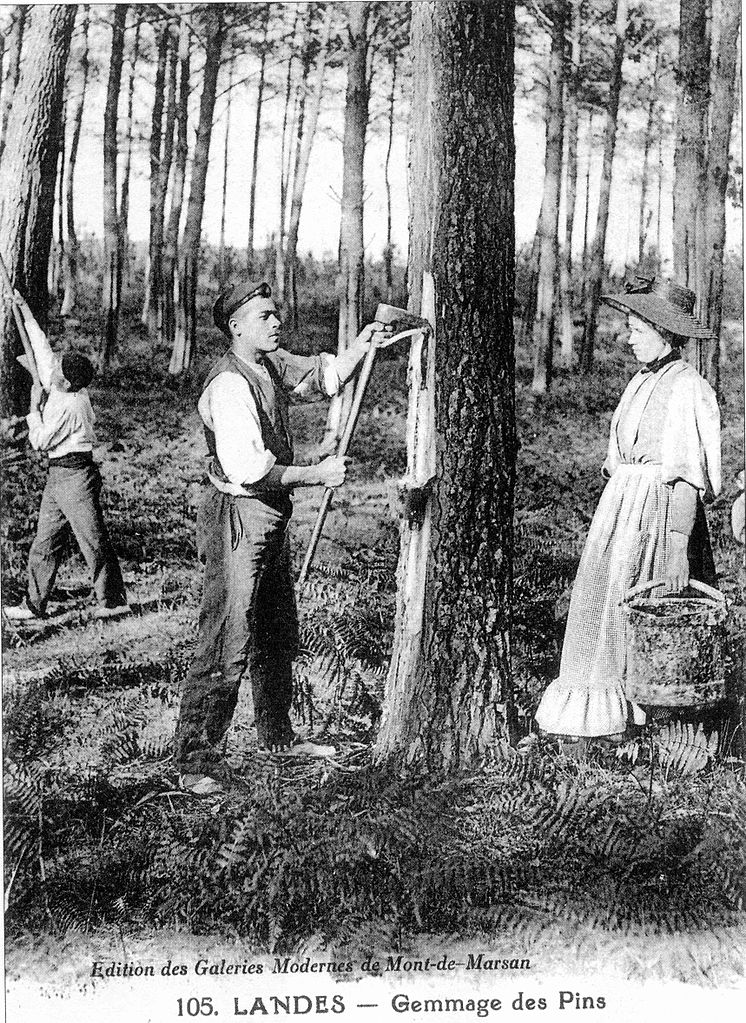 Edition des Galeries Modernes de Mont-de-Marsan
105. LANDES — Gemmage des Pins